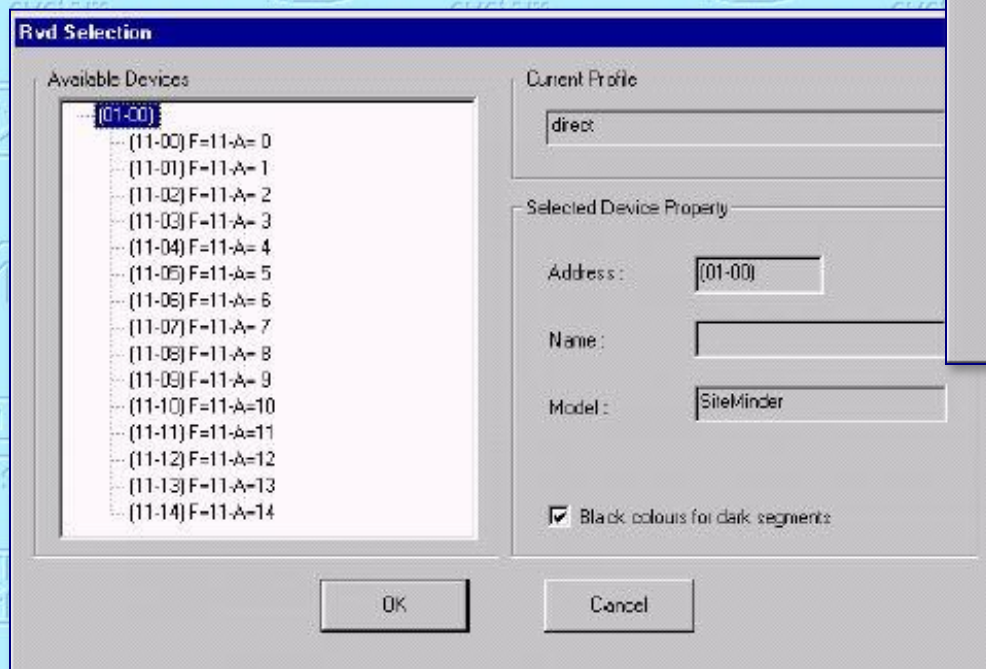 Rvd Selection
Available Devices
(01-00)
(11-00) F=11-A= 0
(11-01) F=11-A= 1
(11-02) F=11-A= 2
(11-03) F=11-A= 3
(11-04) F=11-A= 4
(11-05) F=11-A= 5
(11-06) F=11-A= 6
(11-07) F=11-A= 7
(11-08) F=11-A= 8
(11-09) F=11-A= 9
(11-10) F=11-A=10
(11-11) F=11-A=11
(11-12) F=11-A=12
(11-13) F=11-A=13
(11-14) F=11-A=14
Current Profile
direct
Selected Device Property
Address :
(01-00)
Name :
Model :
SiteMinder
Black colours for dark segments
OK
Cancel